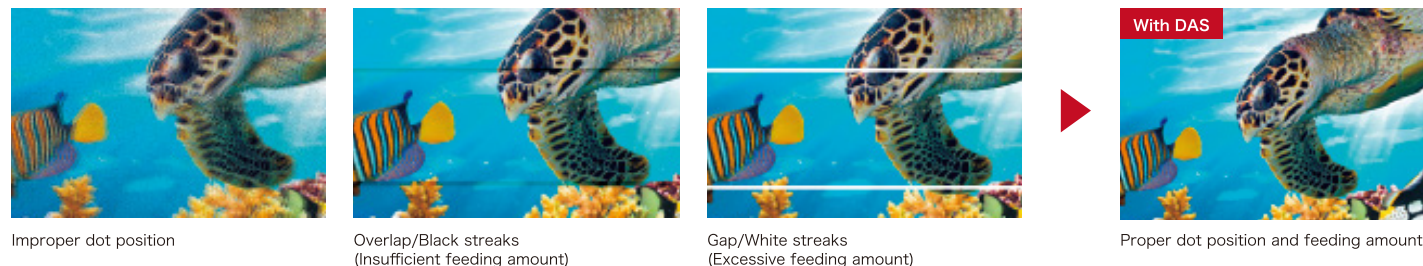 With DAS
Improper dot position
Overlap/Black streaks
(Insufficient feeding amount)
Gap/White streaks
(Excessive feeding amount)
Proper dot position and feeding amount